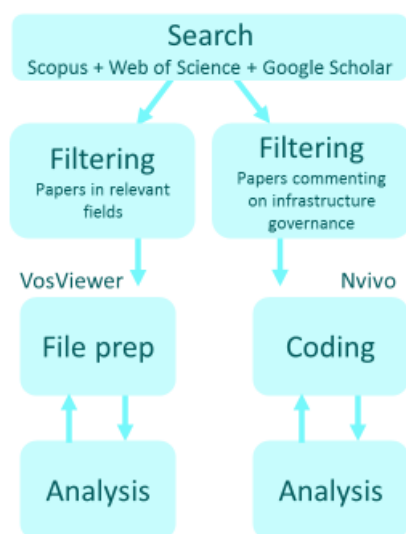 Search
Scopus + Web of Science + Google Scholar
Filtering
Papers in relevant
fields
Filtering
Papers commenting
on infrastructure
governance
VosViewer
Nvivo
File prep
Coding
Analysis
Analysis